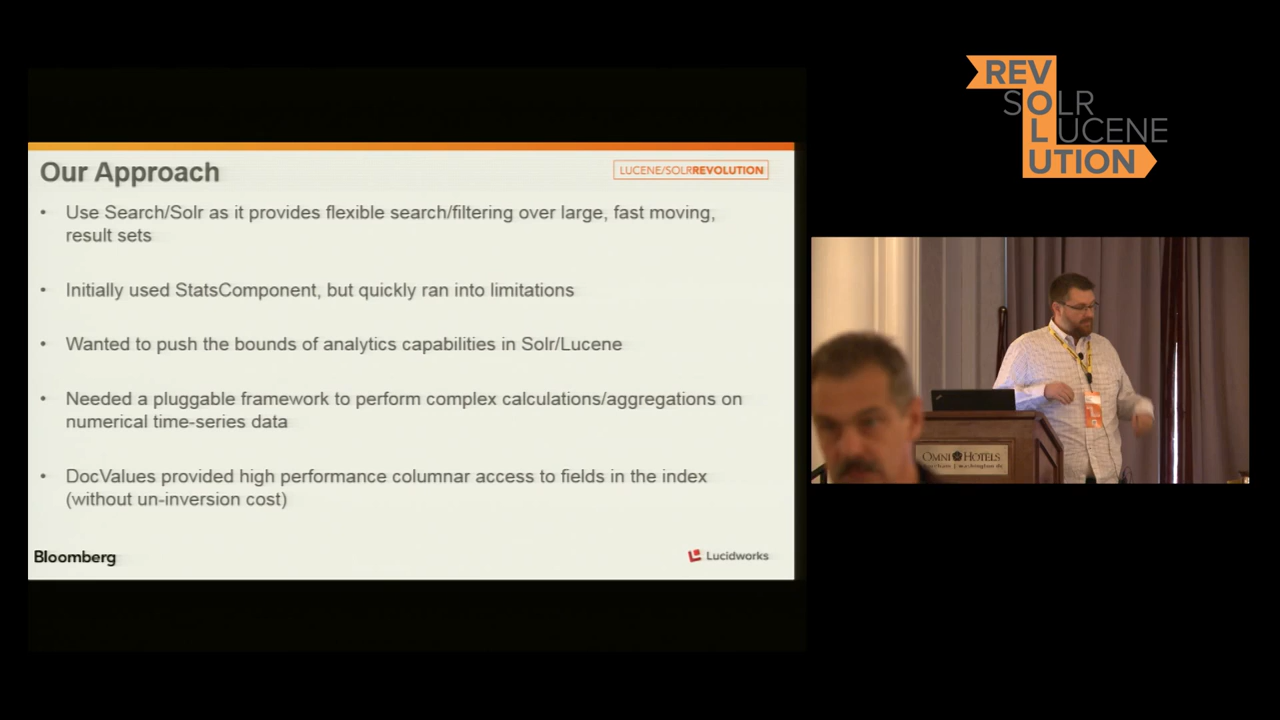 REV
SOLR
LUCENE
UTION
Our Approach
LUCENE/SOLRREVOLUTION
• Use Search/Solr as it provides flexible search/filtering over large, fast moving,
result sets
• Initially used StatsComponent, but quickly ran into limitations
• Wanted to push the bounds of analytics capabilities in Solr/Lucene
• Needed a pluggable framework to perform complex calculations/aggregations on
numerical time-series data
• DocValues provided high performance columnar access to fields in the index
(without un-inversion cost)
Bloomberg
Lucidworks
OMNI HOTELS